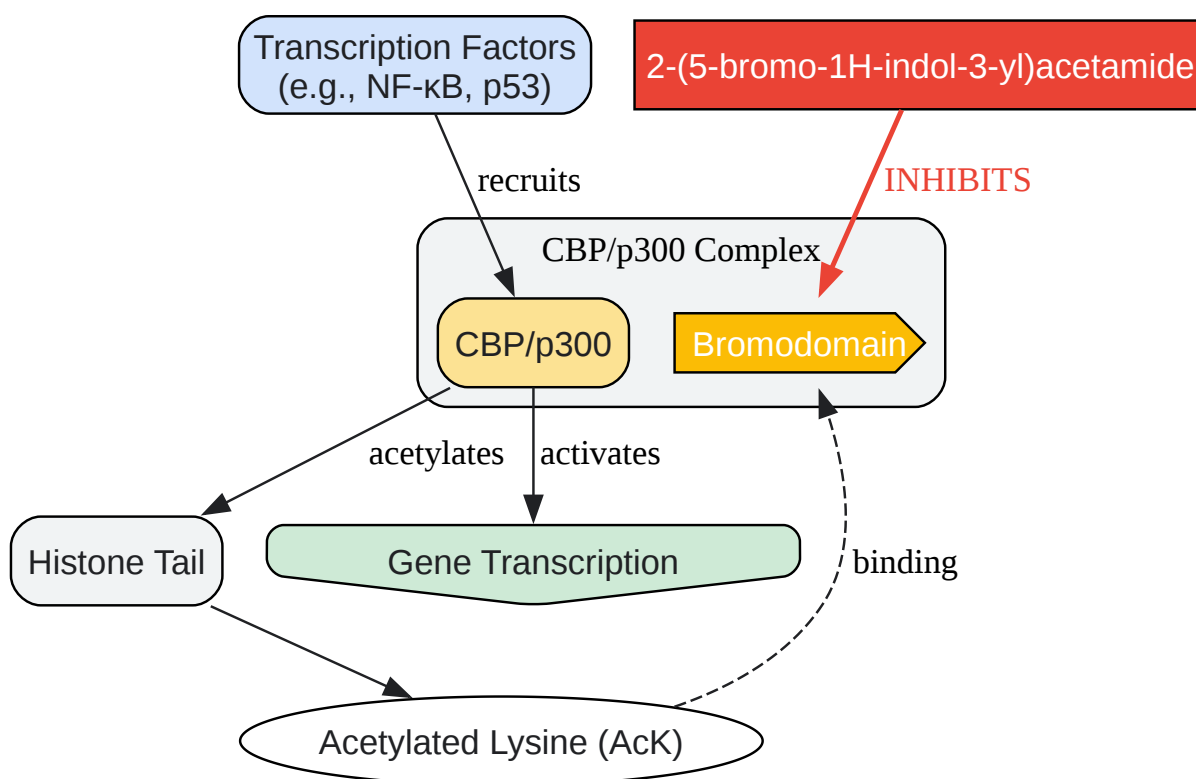 Transcription Factors
(e.g., NF-κB, p53)
2-(5-bromo-1H-indol-3-yl)acetamide
recruits
INHIBITS
CBP/p300 Complex
CBP/p300
Bromodomain
acetylates
activates
Histone Tail
Gene Transcription
binding
Acetylated Lysine (AcK)